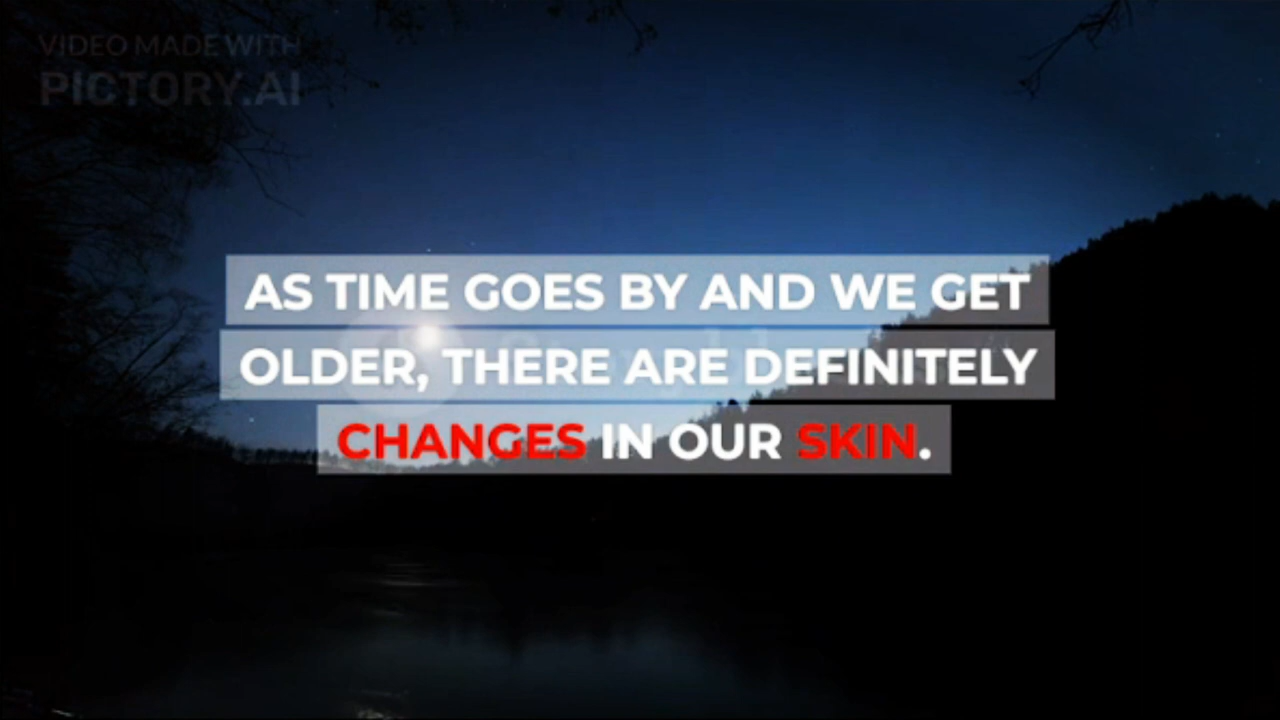 VIDEO MADE WITH
PICTORY.AI
AS TIME GOES BY AND WE GET
OLDER, THERE ARE DEFINITELY
CHANGES IN OUR SKIN.